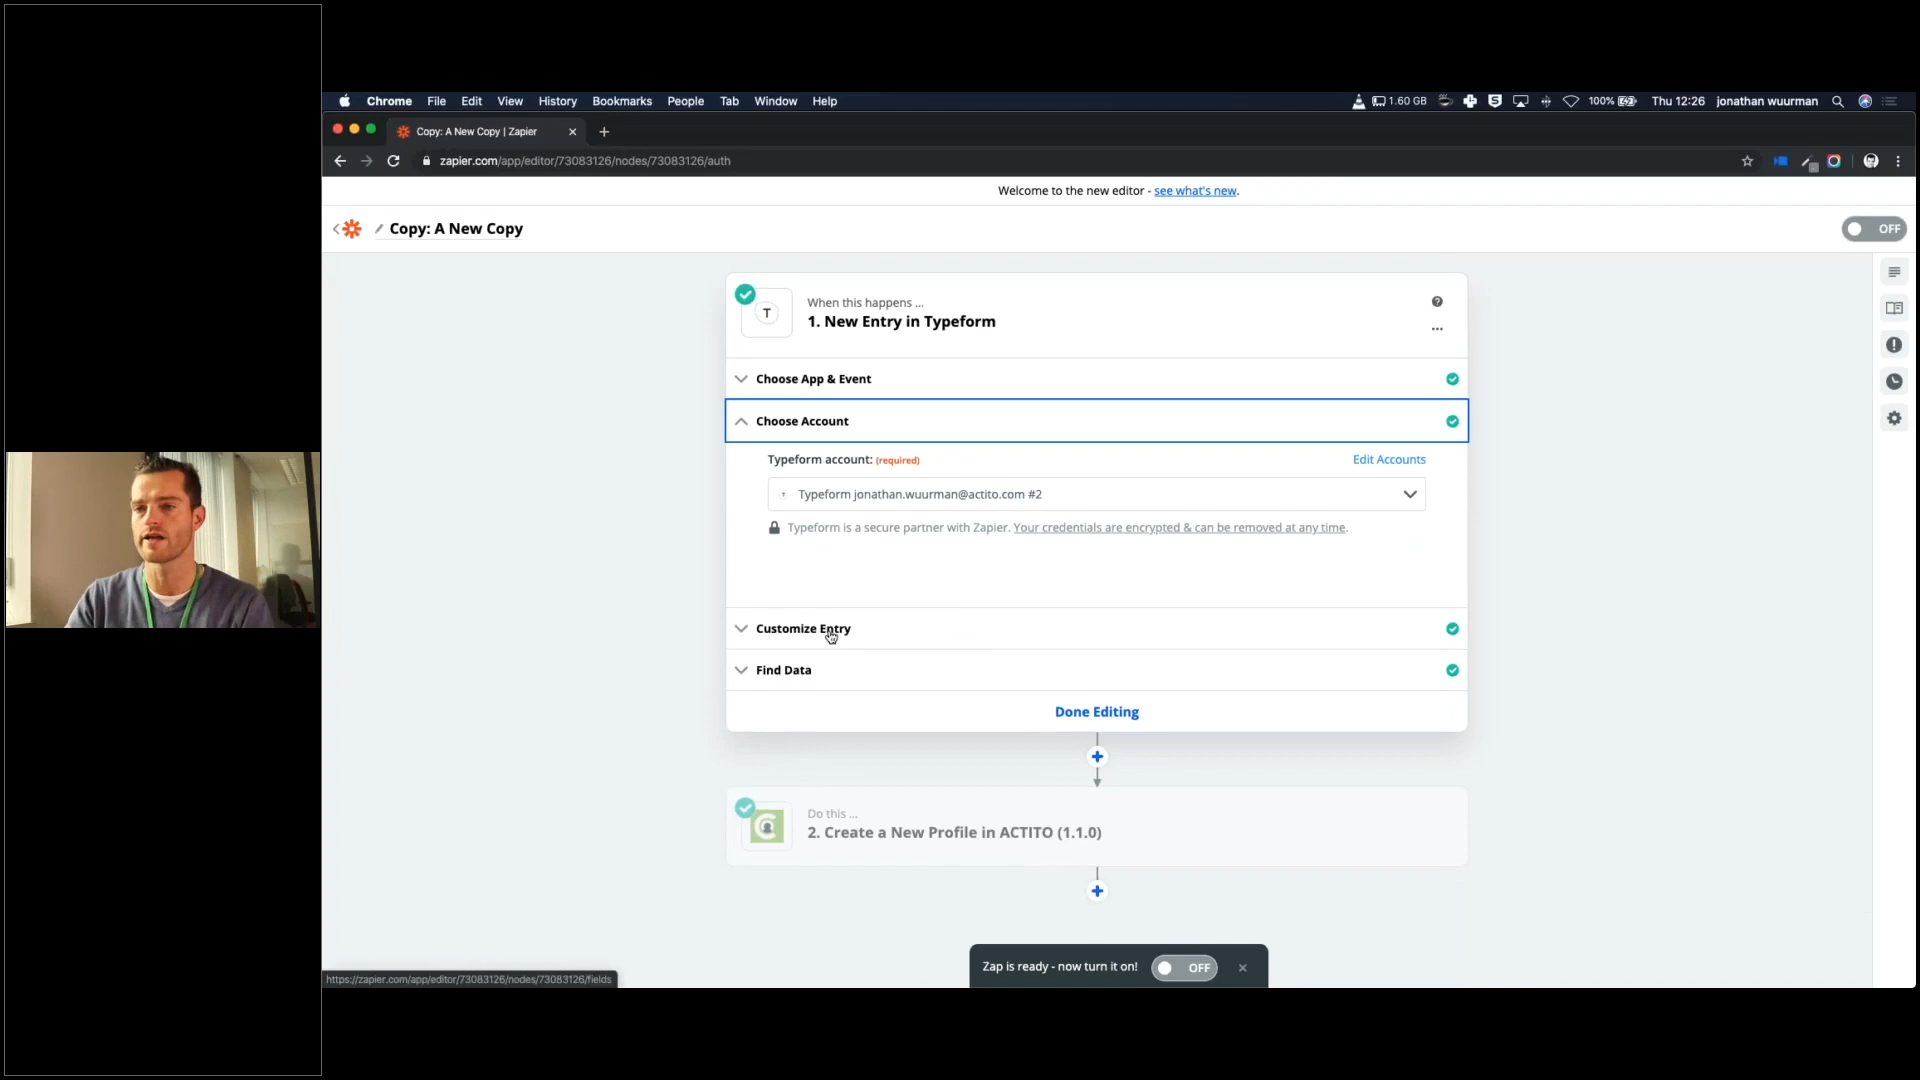 Chrome File Edit View History Bookmarks People Tab Window Help 1.60 GB 100% Thu 12:26 jonathan wuurman
Copy: A New Copy | Zapier
zapier.com/app/editor/73083126/nodes/73083126/auth
Welcome to the new editor - see what's new.
Copy: A New Copy
OFF
When this happens ...
T
1. New Entry in Typeform
Choose App & Event
Choose Account
Typeform account: (required) Edit Accounts
Typeform jonathan.wuurman@actito.com #2
Typeform is a secure partner with Zapier. Your credentials are encrypted & can be removed at any time.
Customize Entry
Find Data
Done Editing
Do this ...
2. Create a New Profile in ACTITO (1.1.0)
Zap is ready - now turn it on! OFF
https://zapier.com/app/editor/73083126/nodes/73083126/fields